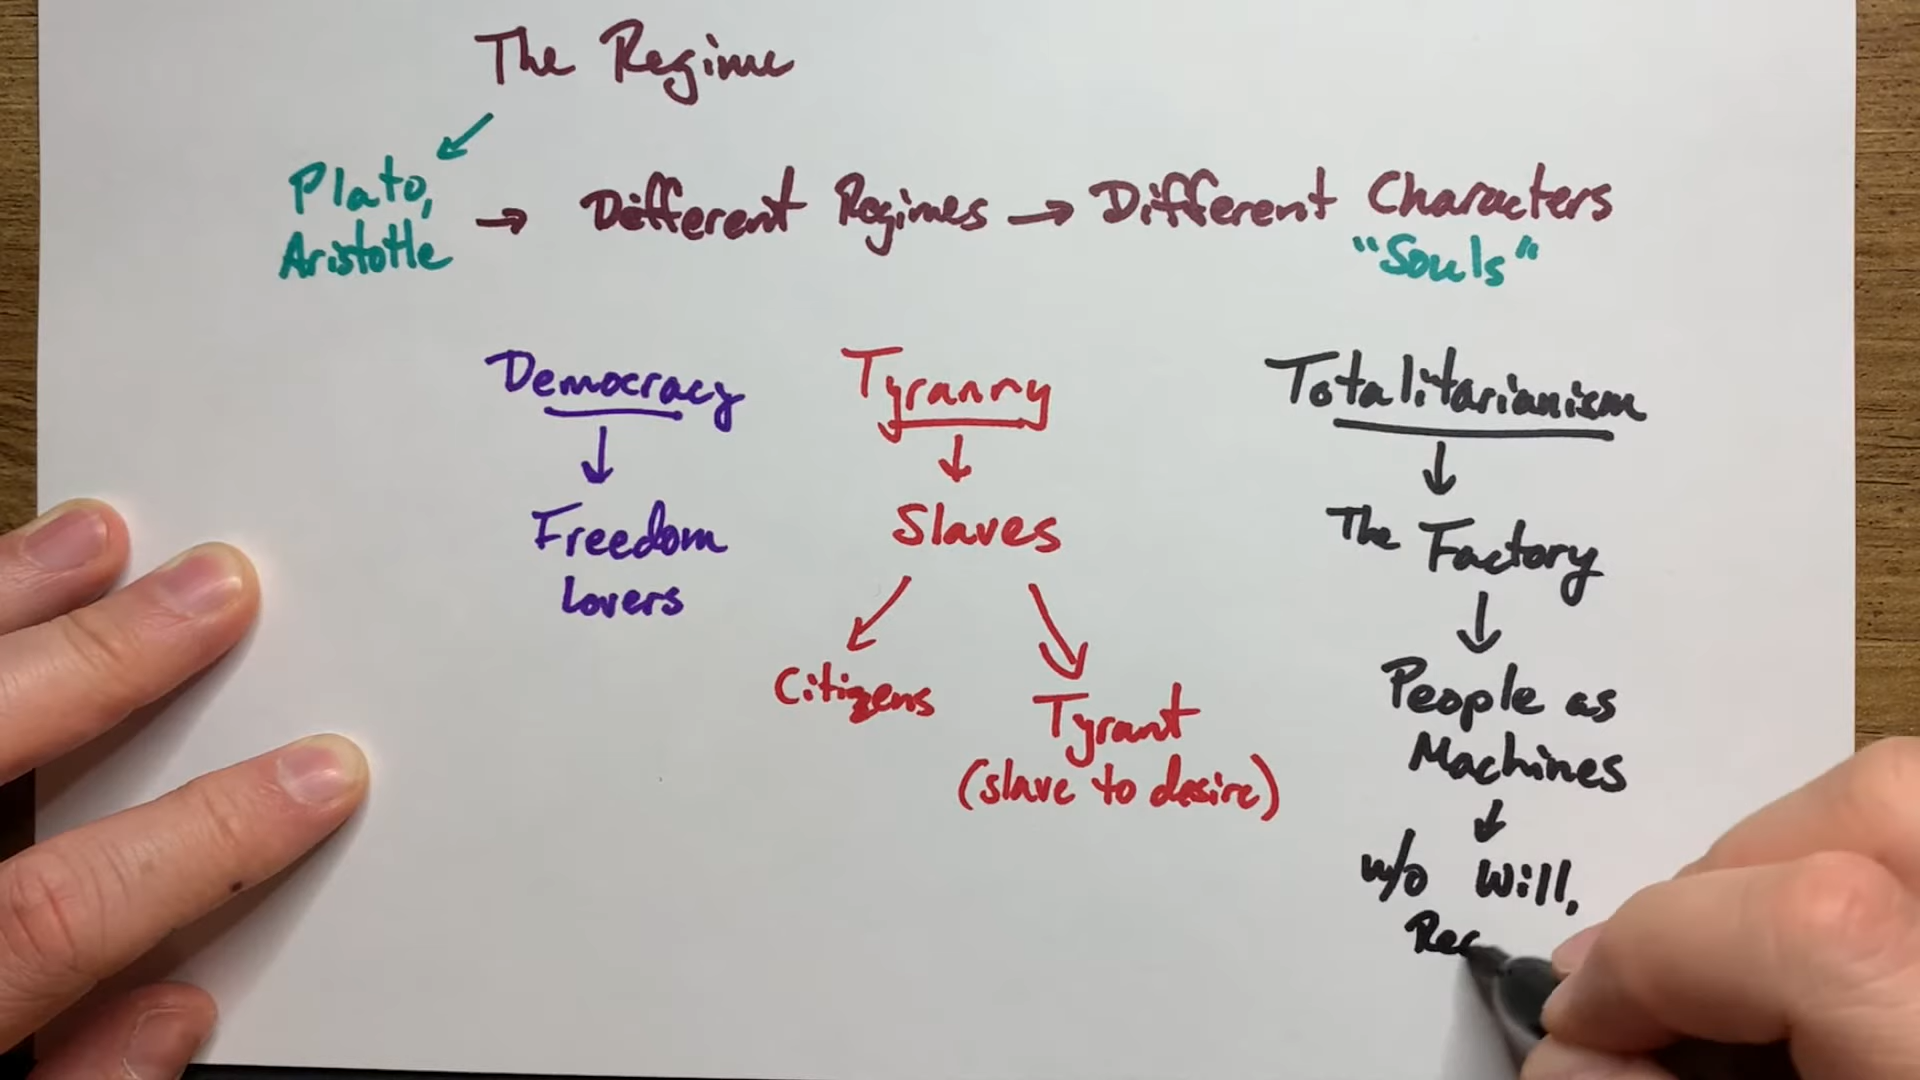 The Regime
Plato,
Aristotle
→ Different Regimes → Different Characters
"Souls"
Democracy
Freedom
lovers
Tyranny
Slaves
Citizens
Tyrant
(slave to desire)
Totalitarianism
The Factory
People as
Machines
w/o Will,